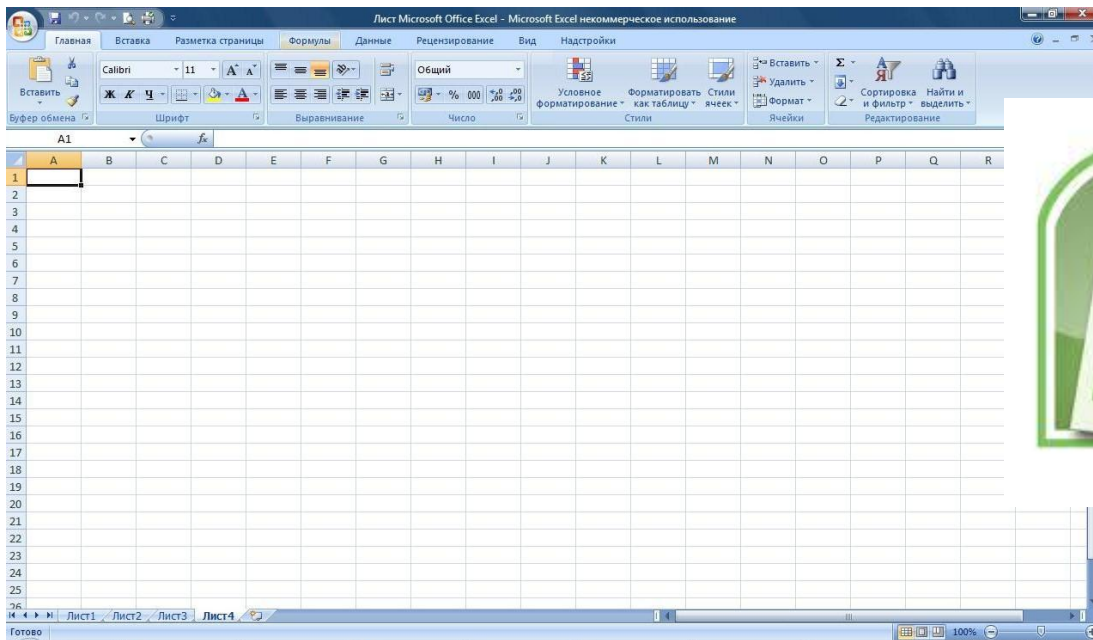 Лист Microsoft Office Excel - Microsoft Excel некоммерческое использование
Главная Вставка Разметка страницы Формулы Данные Рецензирование Вид Надстройки
Вставить
Calibri 11
Ж К Ч
Общий
% 000
Условное форматирование
Форматировать как таблицу
Стили ячеек
Вставить
Удалить
Формат
Σ
Сортировка и фильтр
Найти и выделить
Буфер обмена Шрифт Выравнивание Число Стили Ячейки Редактирование
A1 fx
A B C D E F G H I J K L M N O P Q R
1
2
3
4
5
6
7
8
9
10
11
12
13
14
15
16
17
18
19
20
21
22
23
24
25
26
Лист1 Лист2 Лист3 Лист4
Готово 100%